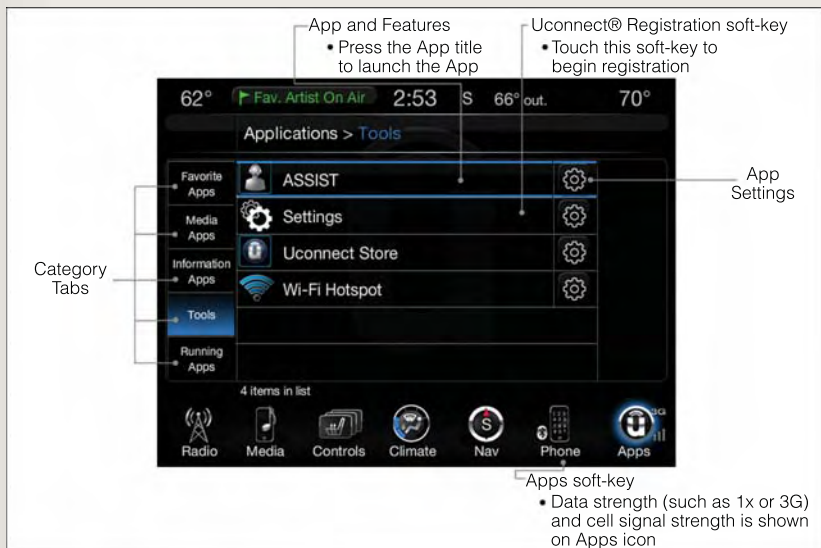 App and Features
• Press the App title
to launch the App
Uconnect® Registration soft-key
• Touch this soft-key to
begin registration
62°
Fav. Artist On Air
2:53
S
66° out.
70°
Applications > Tools
Favorite
Apps
ASSIST
App
Settings
Media
Apps
Settings
Category
Tabs
Information
Apps
Uconnect Store
Tools
Wi-Fi Hotspot
Running
Apps
4 items in list
3G
S
Radio
Media
Controls
Climate
Nav
Phone
Apps
Apps soft-key
• Data strength (such as 1x or 3G)
and cell signal strength is shown
on Apps icon